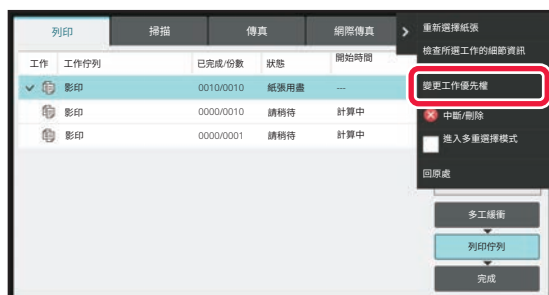 列印 掃描 傳真 網際傳真
工作 工作佇列 已完成/份數 狀態 開始時間
影印 0010/0010 紙張用盡 ---
影印 0000/0010 請稍待 計算中
影印 0000/0001 請稍待 計算中
重新選擇紙張
檢查所選工作的細節資訊
變更工作優先權
中斷/刪除
進入多重選擇模式
回原處
多工緩衝
列印佇列
完成